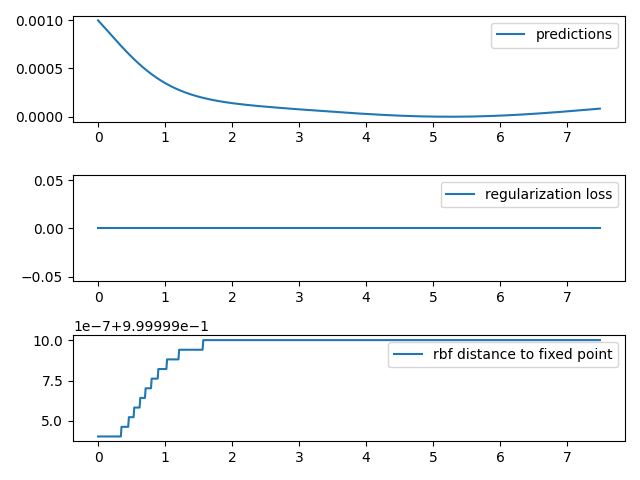 0.0010
0.0005
0.0000
predictions
0 1 2 3 4 5 6 7
0.05
0.00
−0.05
regularization loss
0 1 2 3 4 5 6 7
1e-7+9.99999e-1
10.0
7.5
5.0
rbf distance to fixed point
0 1 2 3 4 5 6 7